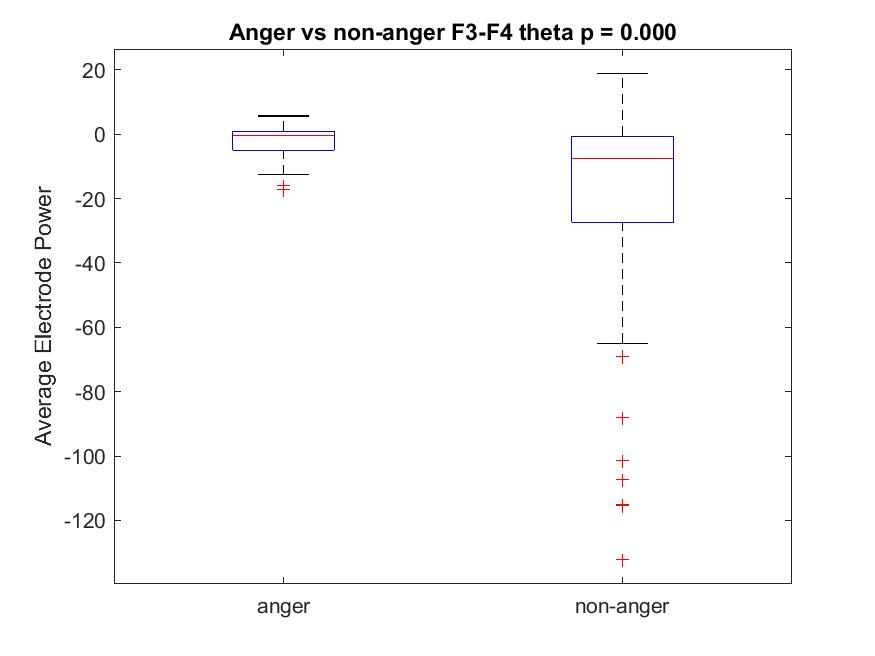 Anger vs non-anger F3-F4 theta p = 0.000
Average Electrode Power
20
0
-20
-40
-60
-80
-100
-120
anger non-anger